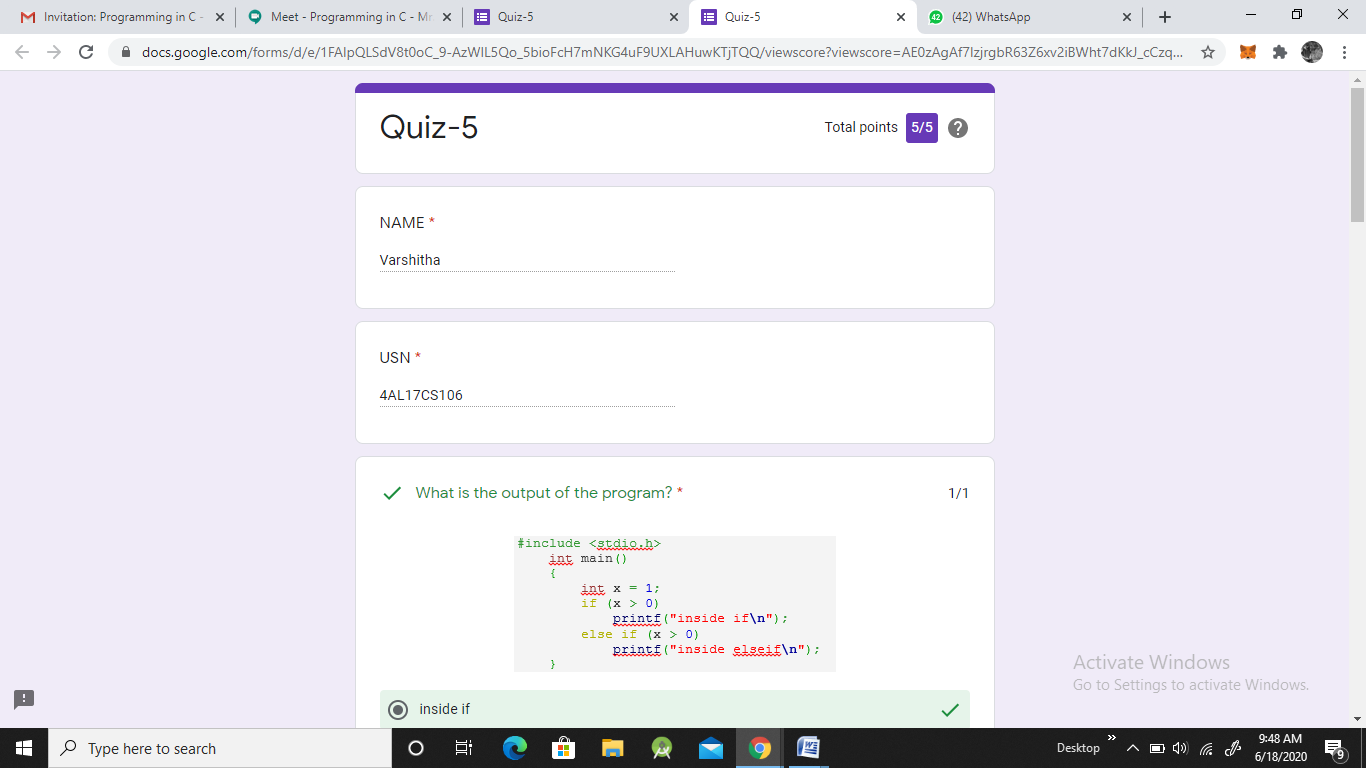 Invitation: Programming in C -
Meet - Programming in C - Mr
Quiz-5
Quiz-5
42
(42) WhatsApp
docs.google.com/forms/d/e/1FAIpQLSdV8t0oC_9-AzWIL5Qo_5bioFcH7mNKG4uF9UXLAHuwKTjTQQ/viewscore?viewscore=AE0zAgAf7IzjrgbR63Z6xv2iBWht7dKkJ_cCzq...
Quiz-5
Total points 5/5
NAME *
Varshitha
USN *
4AL17CS106
What is the output of the program? *
1/1
#include <stdio.h>
int main()
{
int x = 1;
if (x > 0)
printf("inside if\n");
else if (x > 0)
printf("inside elseif\n");
}
inside if
Activate Windows
Go to Settings to activate Windows.
Type here to search
Desktop
9:48 AM
6/18/2020
9